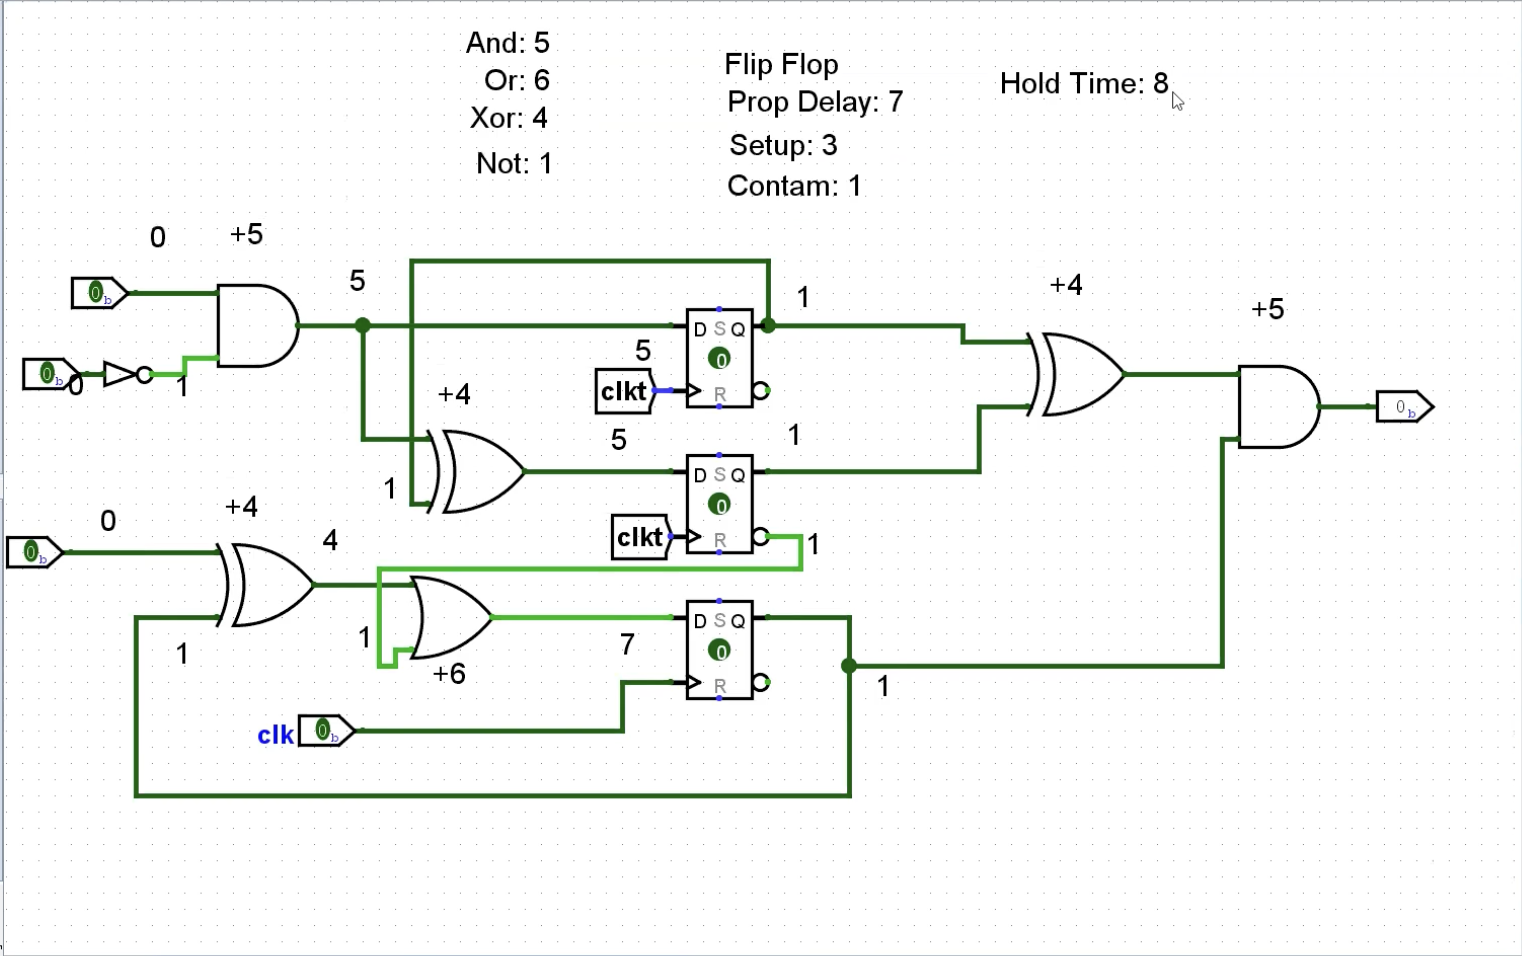 And: 5
Or: 6
Xor: 4
Not: 1
Flip Flop
Prop Delay: 7
Setup: 3
Contam: 1
Hold Time: 8
0
+5
5
1
+4
+5
0 b
D S Q
0
R
5
clkt
0 b
0
1
+4
0 b
5
1
1
D S Q
0
R
clkt
1
0
+4
4
0 b
1
1
+6
7
D S Q
0
R
1
clk
0 b